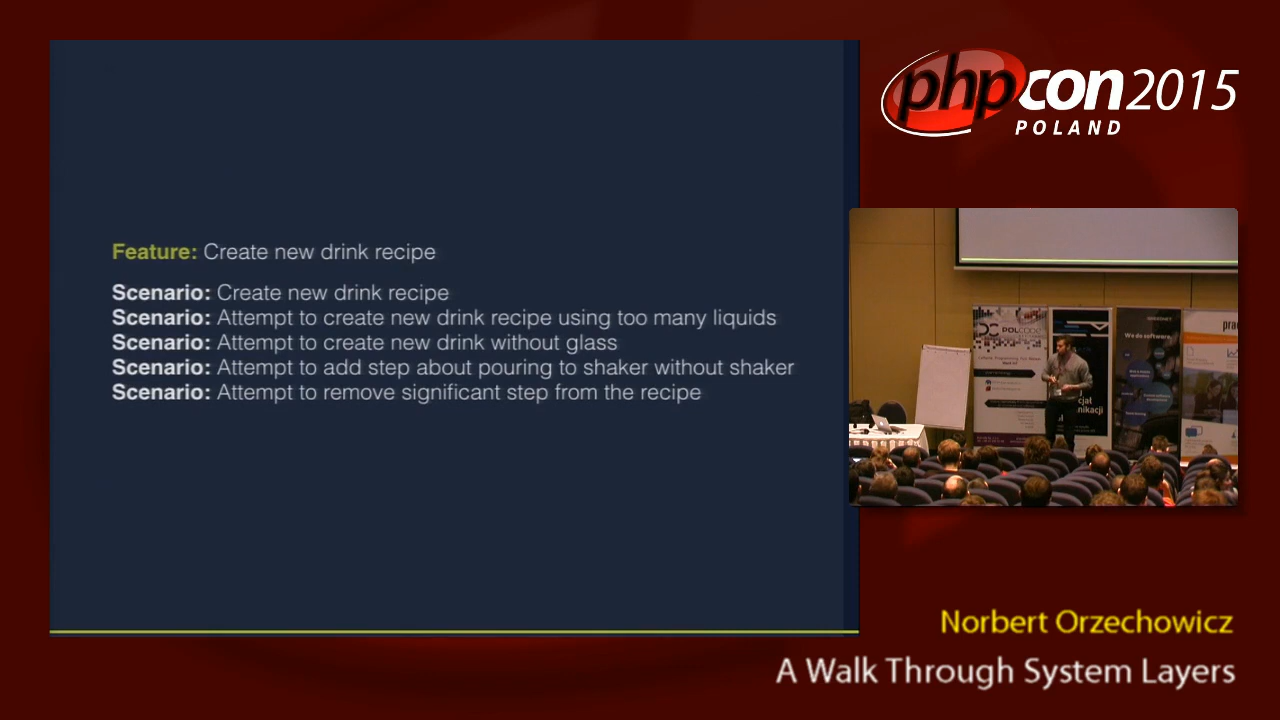 Feature: Create new drink recipe
Scenario: Create new drink recipe
Scenario: Attempt to create new drink recipe using too many liquids
Scenario: Attempt to create new drink without glass
Scenario: Attempt to add step about pouring to shaker without shaker
Scenario: Attempt to remove significant step from the recipe
phpcon 2015
POLAND
POLCODE
We do software.
Norbert Orzechowicz
A Walk Through System Layers